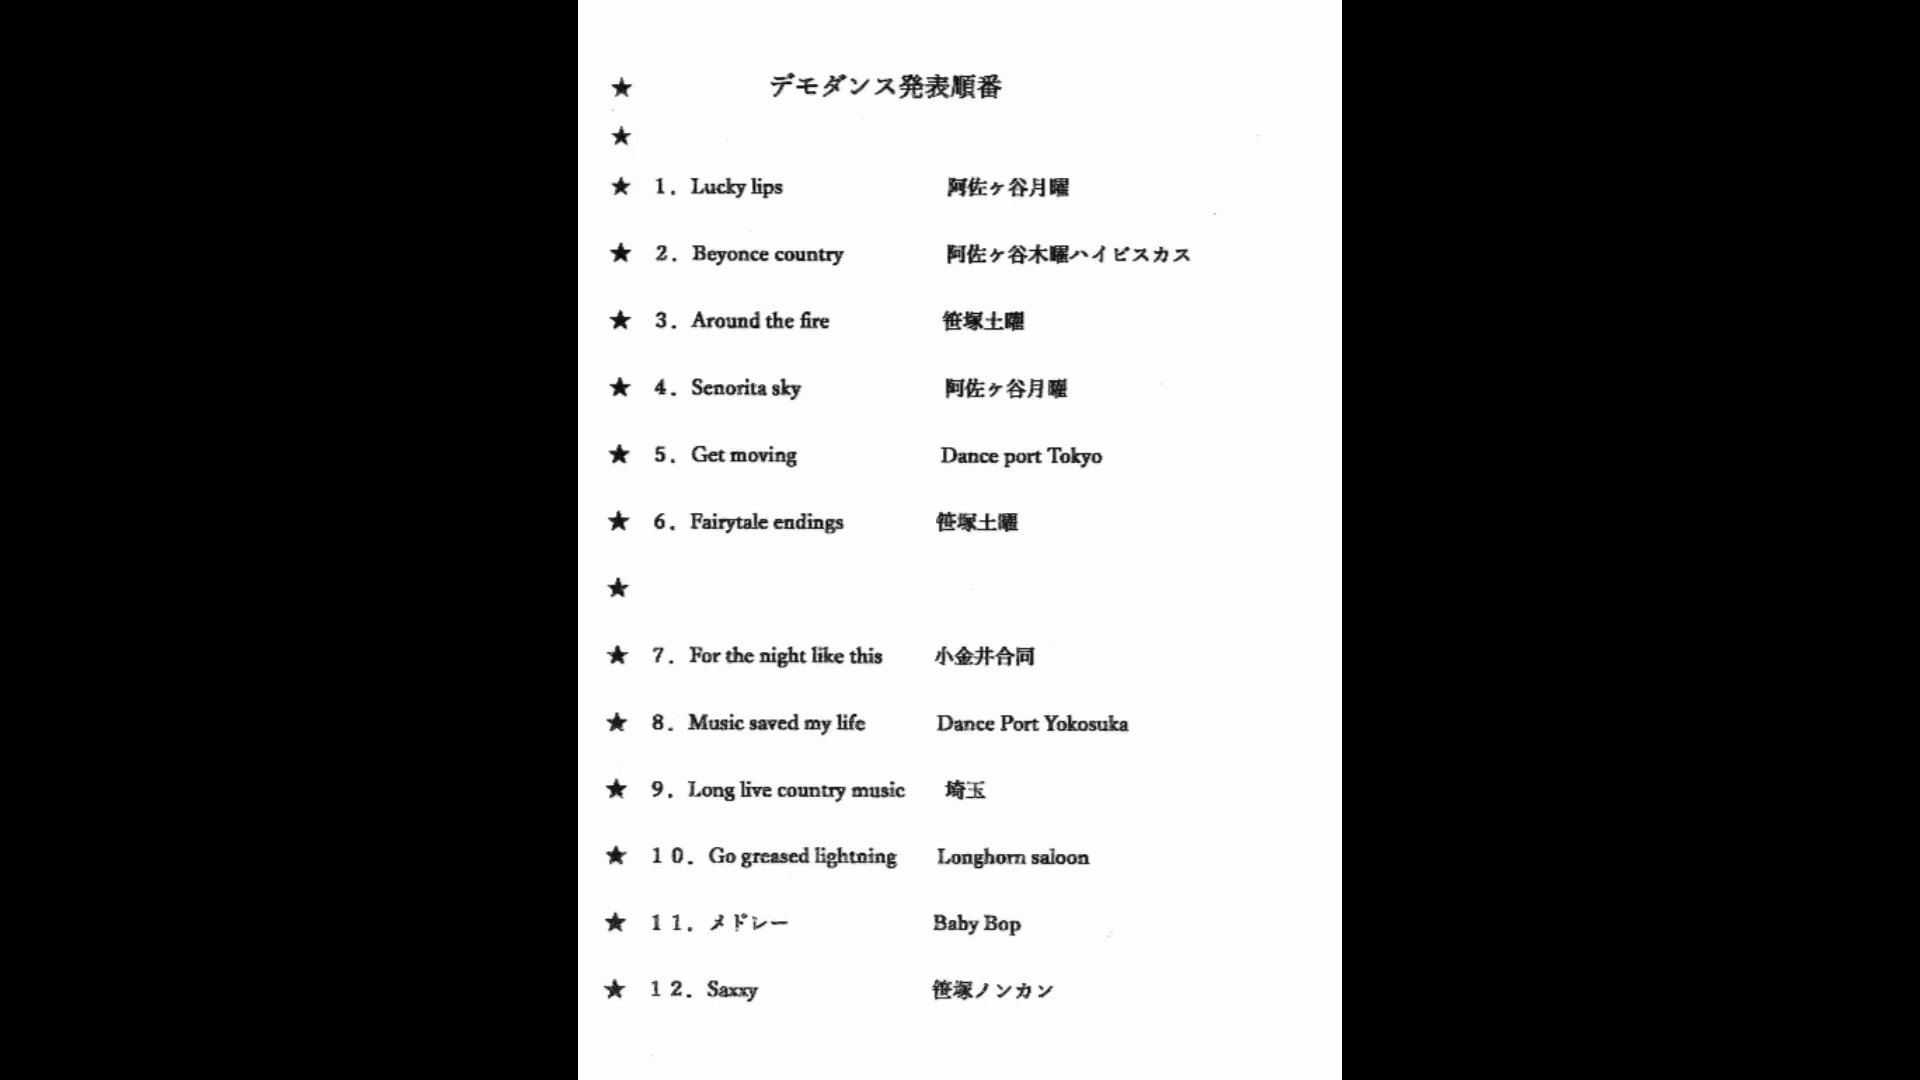 ★ デモダンス発表順番
★
★ 1. Lucky lips 阿佐ヶ谷月曜
★ 2. Beyonce country 阿佐ヶ谷木曜ハイビスカス
★ 3. Around the fire 笹塚土曜
★ 4. Senorita sky 阿佐ヶ谷月曜
★ 5. Get moving Dance port Tokyo
★ 6. Fairytale endings 笹塚土曜
★
★ 7. For the night like this 小金井合同
★ 8. Music saved my life Dance Port Yokosuka
★ 9. Long live country music 埼玉
★ 10. Go greased lightning Longhorn saloon
★ 11. メドレー Baby Bop
★ 12. Saxxy 笹塚ノンカン